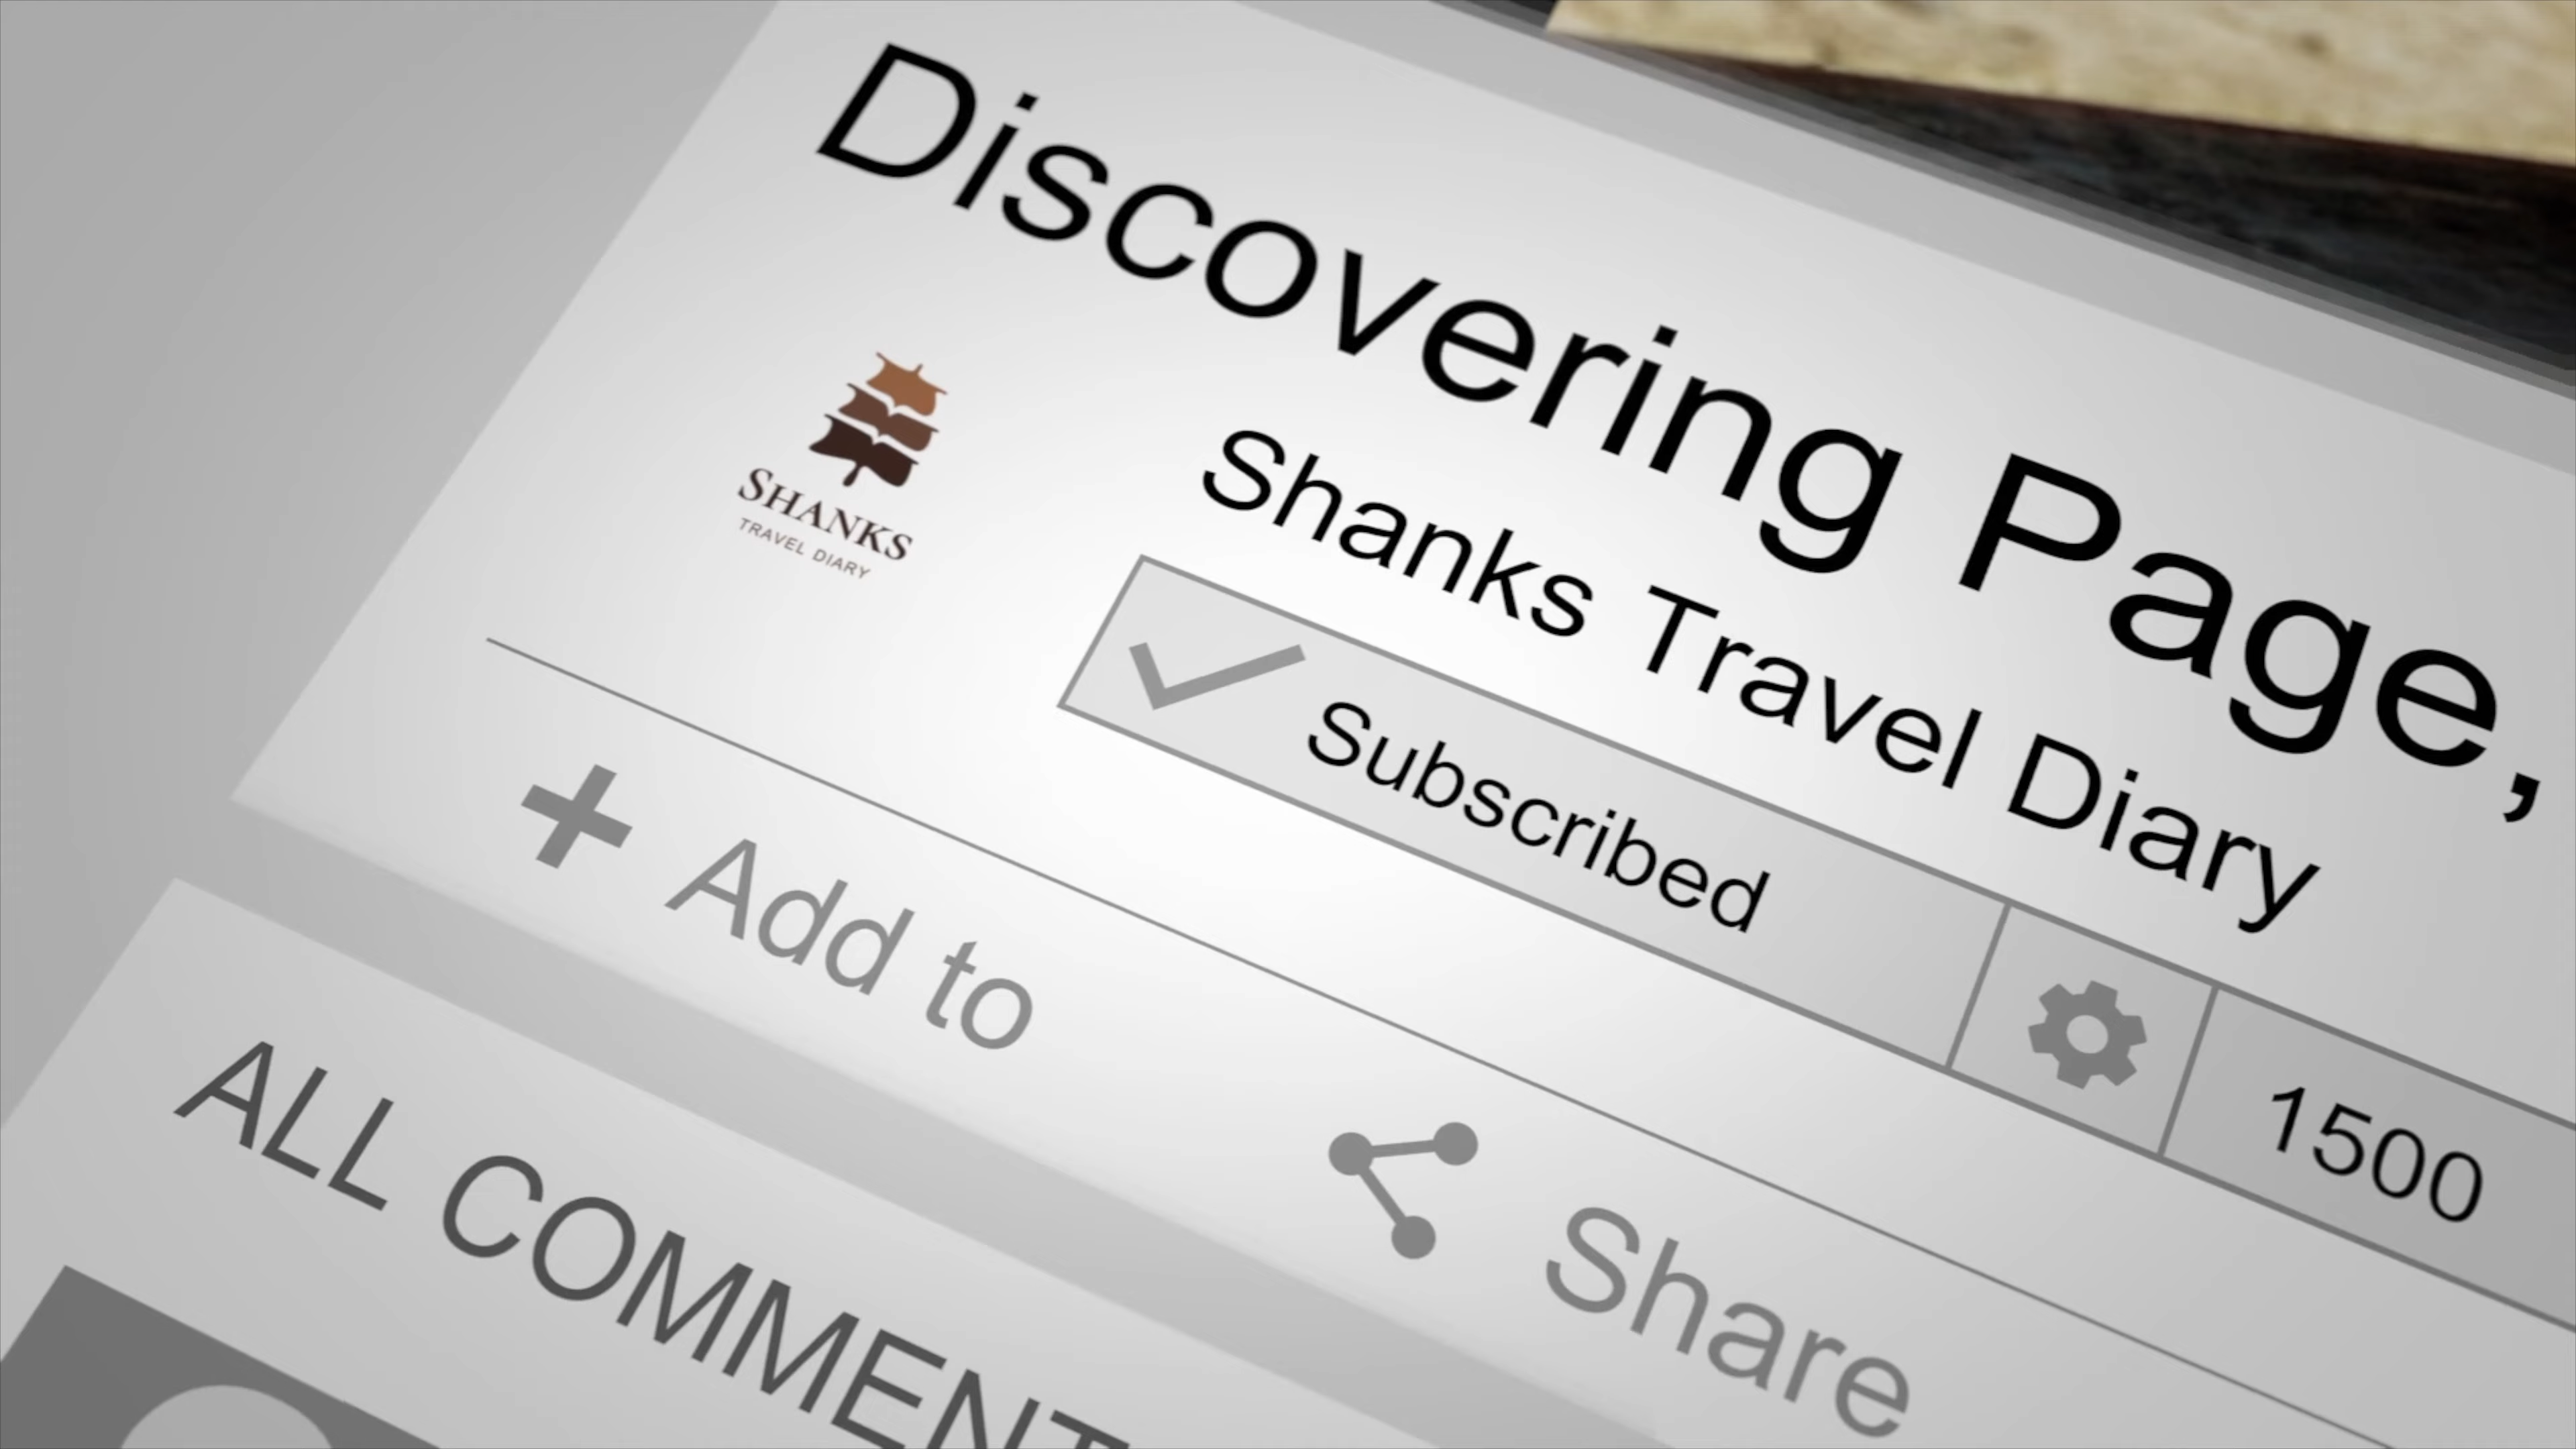 Discovering Page,
SHANKS
TRAVEL DIARY
Shanks Travel Diary
Subscribed
1500
Add to
Share
ALL COMMENT